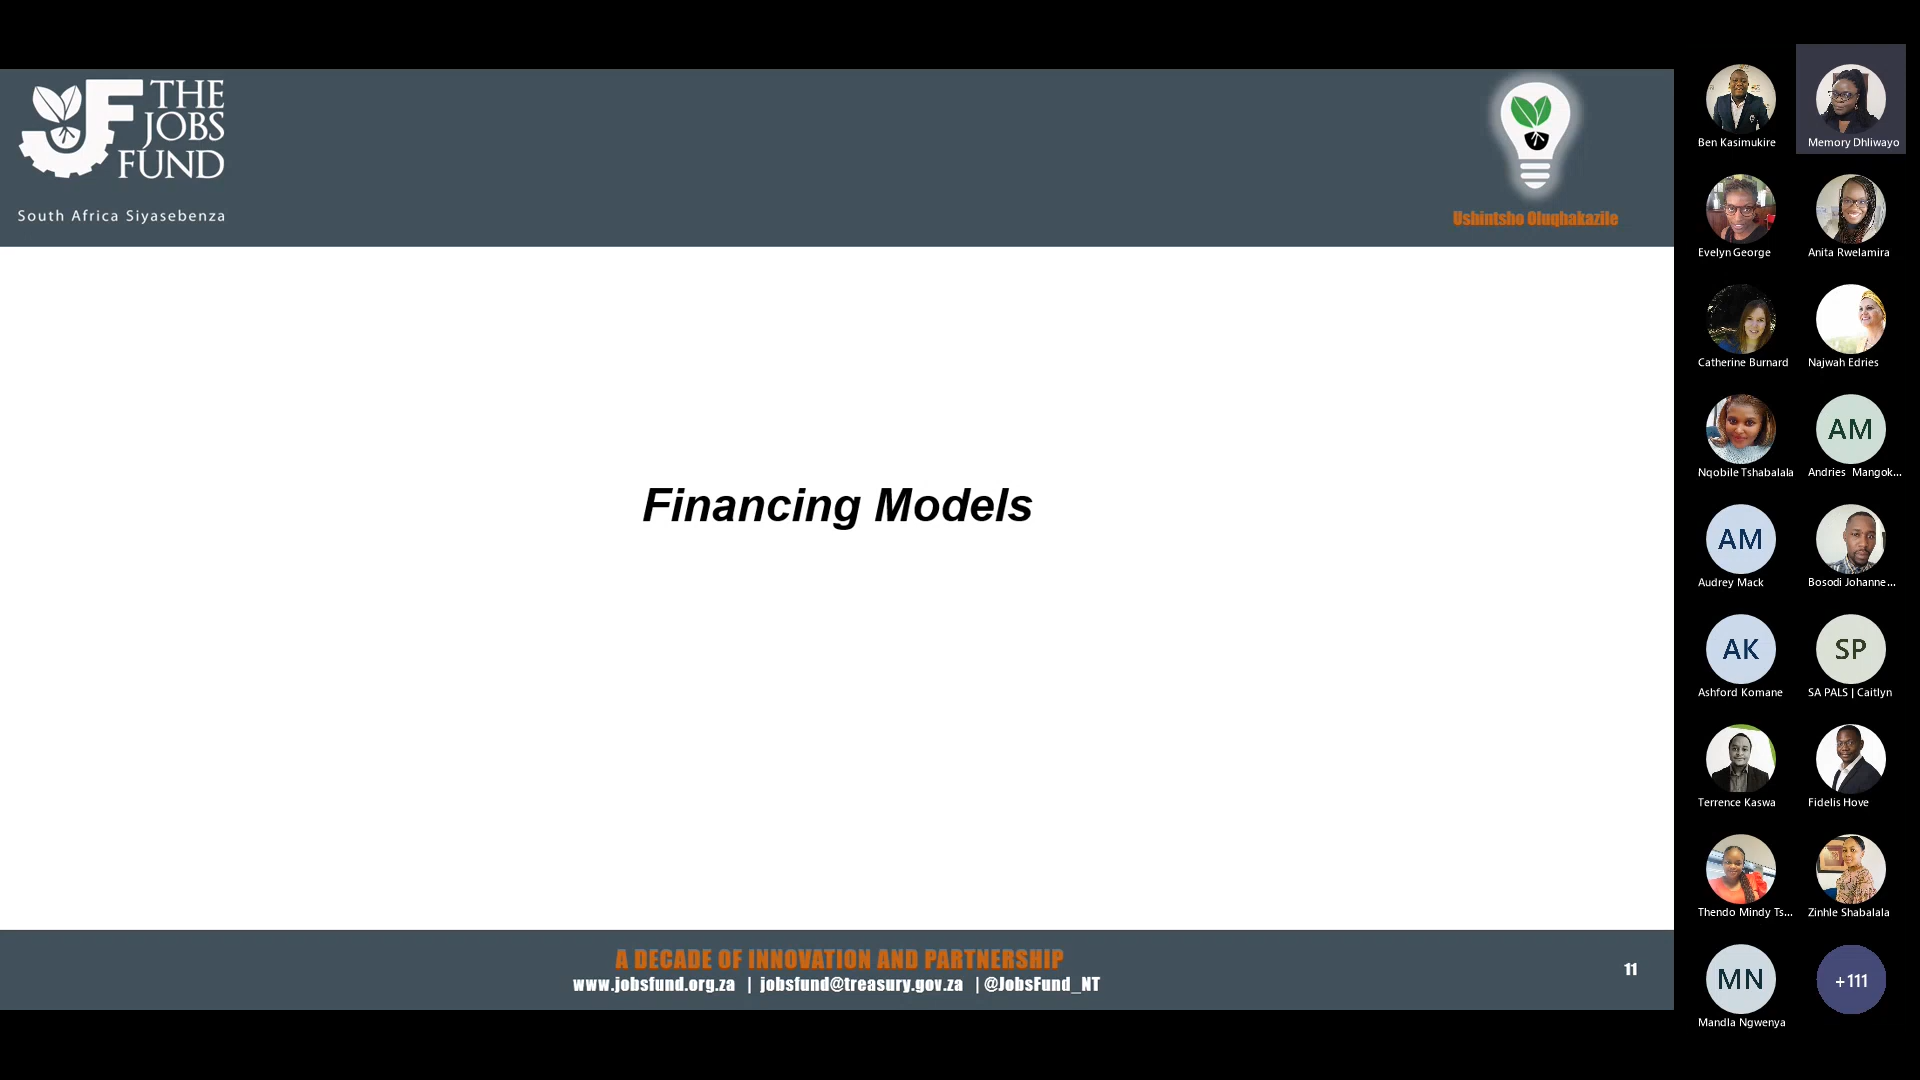 THE
JOBS
FUND
South Africa Siyasebenza
Ushintsho Oluqhakazile
Financing Models
A DECADE OF INNOVATION AND PARTNERSHIP
www.jobsfund.org.za | jobsfund@treasury.gov.za | @JobsFund_NT
11
Ben Kasimukire
Memory Dhliwayo
Evelyn George
Anita Rwelamira
Catherine Burnard
Najwah Edries
Nqobile Tshabalala
AM
Andries Mangok...
AM
Audrey Mack
Bosodi Johanne...
AK
Ashford Komane
SP
SA PALS | Caitlyn
Terrence Kaswa
Fidelis Hove
Thendo Mindy Ts...
Zinhle Shabalala
MN
Mandla Ngwenya
+111